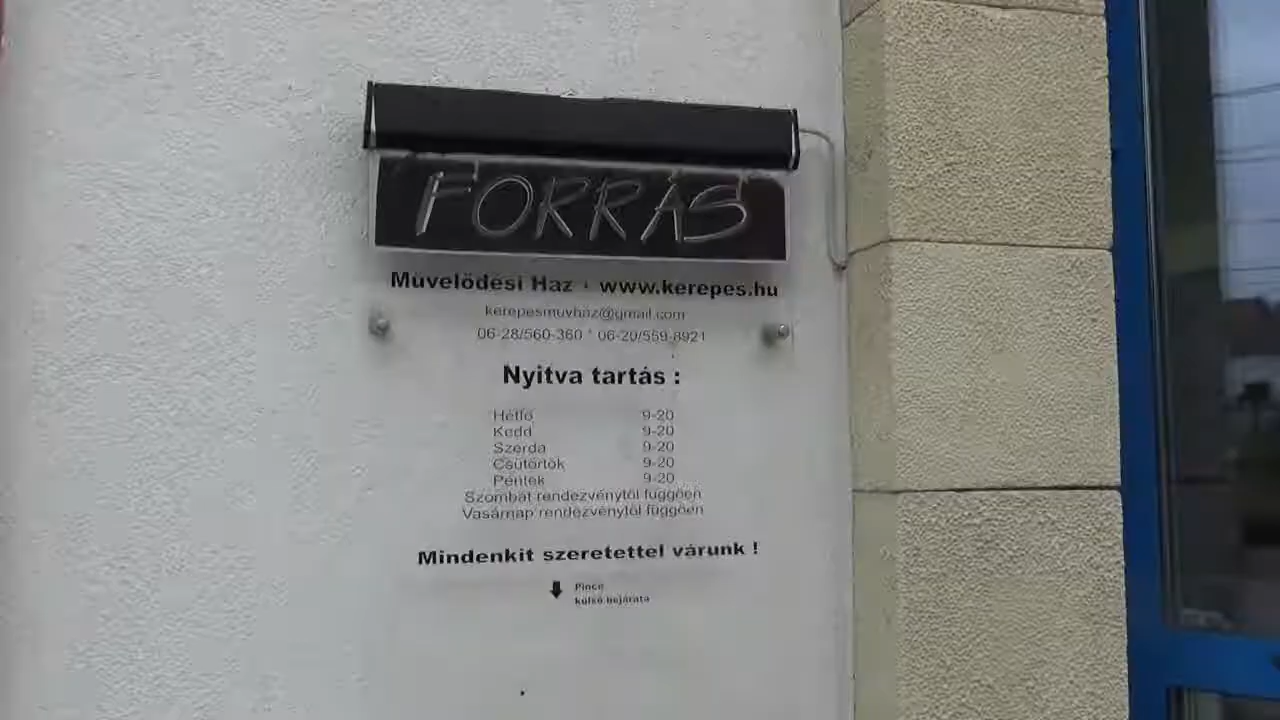 FORRÁS
Művelődési Ház • www.kerepes.hu
kerepesmuvhaz@gmail.com
06-28/560-360 * 06-20/559-8921
Nyitva tartás :
Hétfő 9-20
Kedd 9-20
Szerda 9-20
Csütörtök 9-20
Péntek 9-20
Szombat rendezvénytől függően
Vasárnap rendezvénytől függően
Mindenkit szeretettel várunk !
Pince
külső bejárata